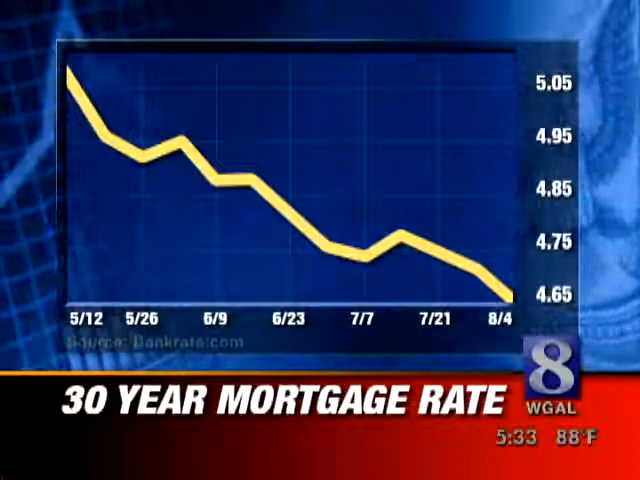 5.05
4.95
4.85
4.75
4.65
5/12 5/26 6/9 6/23 7/7 7/21 8/4
Source: Bankrate.com
30 YEAR MORTGAGE RATE
8
WGAL
5:33 88°F